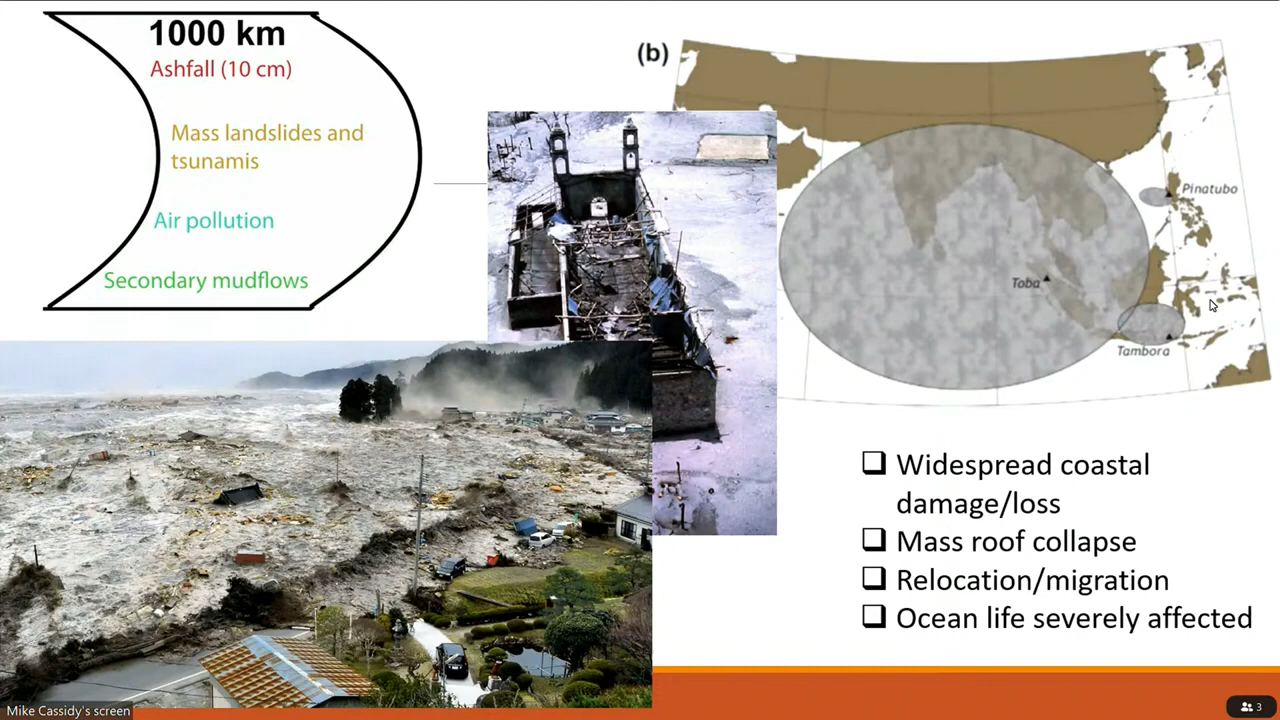 1000 km
Ashfall (10 cm)
Mass landslides and
tsunamis
Air pollution
Secondary mudflows
(b)
Pinatubo
Toba
Tambora
Widespread coastal
damage/loss
Mass roof collapse
Relocation/migration
Ocean life severely affected
Mike Cassidy's screen
3